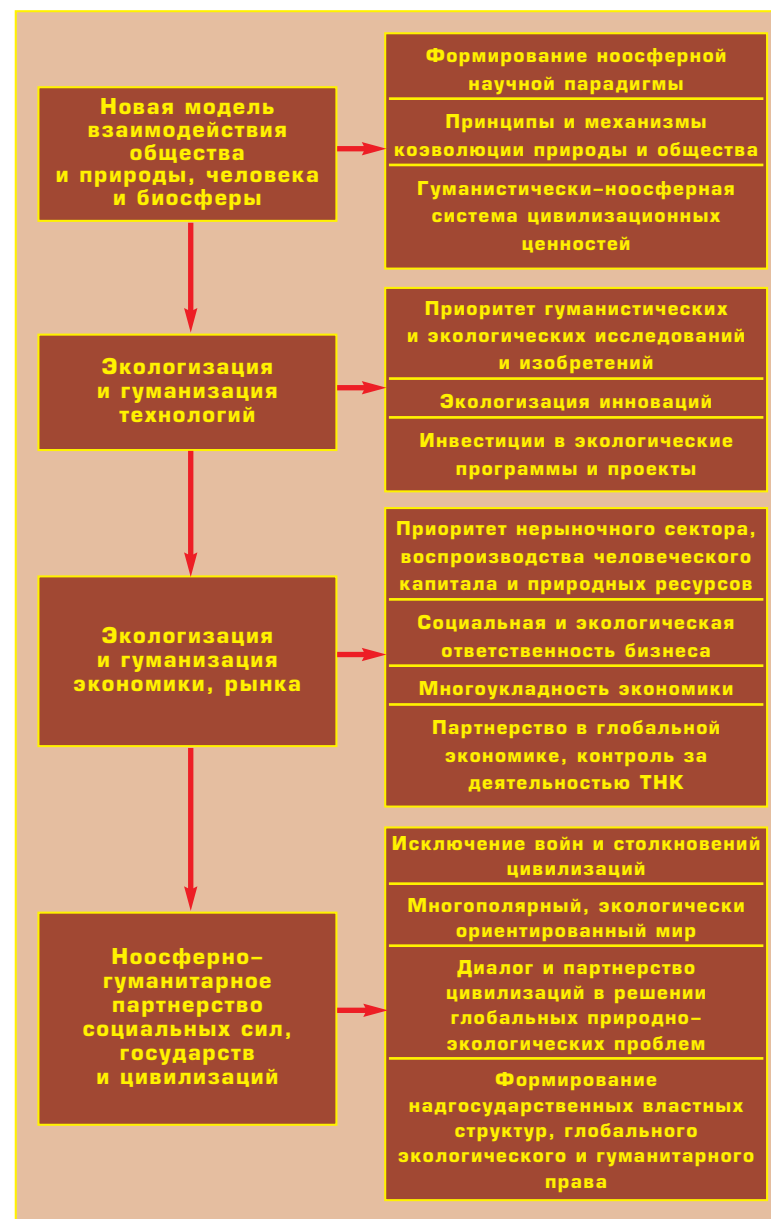 Новая модель
взаимодействия
общества
и природы, человека
и биосферы
Формирование ноосферной
научной парадигмы
Принципы и механизмы
коэволюции природы и общества
Гуманистически–ноосферная
система цивилизационных
ценностей
Экологизация
и гуманизация
технологий
Приоритет гуманистических
и экологических исследований
и изобретений
Экологизация инноваций
Инвестиции в экологические
программы и проекты
Экологизация
и гуманизация
экономики, рынка
Приоритет нерыночного сектора,
воспроизводства человеческого
капитала и природных ресурсов
Социальная и экологическая
ответственность бизнеса
Многоукладность экономики
Партнерство в глобальной
экономике, контроль за
деятельностью ТНК
Ноосферно–
гуманитарное
партнерство
социальных сил,
государств
и цивилизаций
Исключение войн и столкновений
цивилизаций
Многополярный, экологически
ориентированный мир
Диалог и партнерство
цивилизаций в решении
глобальных природно–
экологических проблем
Формирование
надгосударственных властных
структур, глобального
экологического и гуманитарного
права